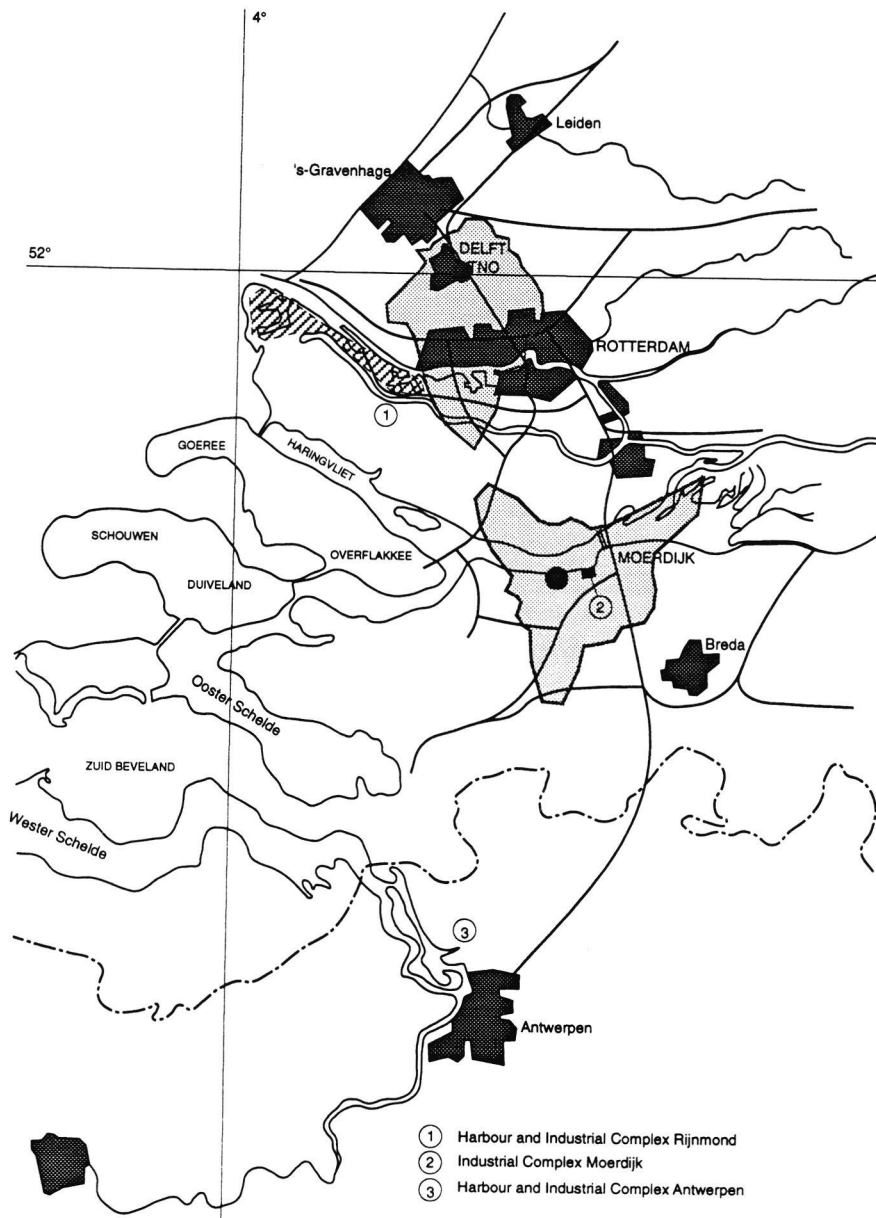 4°
Leiden
's-Gravenhage
52°
DELFT
TNO
ROTTERDAM
1
GOEREE
HARINGVLIET
SCHOUWEN
OVERFLAKKEE
MOERDIJK
DUIVELAND
2
Breda
Ooster Schelde
ZUID BEVELAND
Wester Schelde
3
Antwerpen
1 Harbour and Industrial Complex Rijnmond
2 Industrial Complex Moerdijk
3 Harbour and Industrial Complex Antwerpen